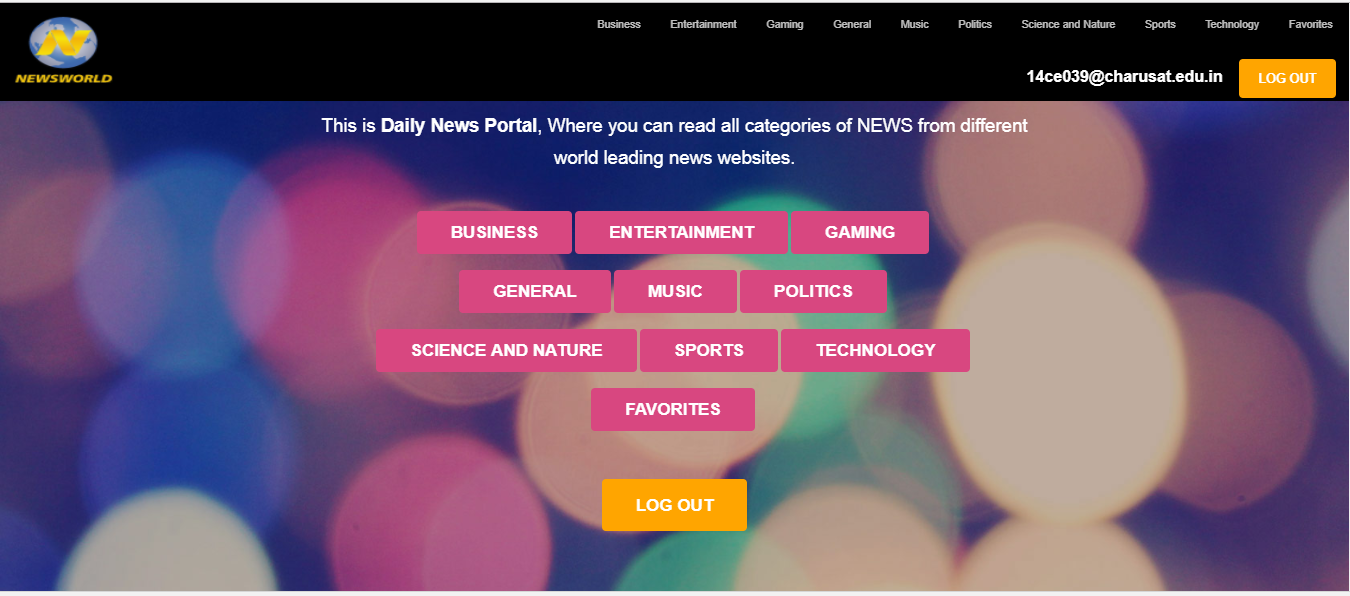 Business Entertainment Gaming General Music Politics Science and Nature Sports Technology Favorites
N
NEWSWORLD
14ce039@charusat.edu.in LOG OUT
This is Daily News Portal, Where you can read all categories of NEWS from different
world leading news websites.
BUSINESS ENTERTAINMENT GAMING
GENERAL MUSIC POLITICS
SCIENCE AND NATURE SPORTS TECHNOLOGY
FAVORITES
LOG OUT